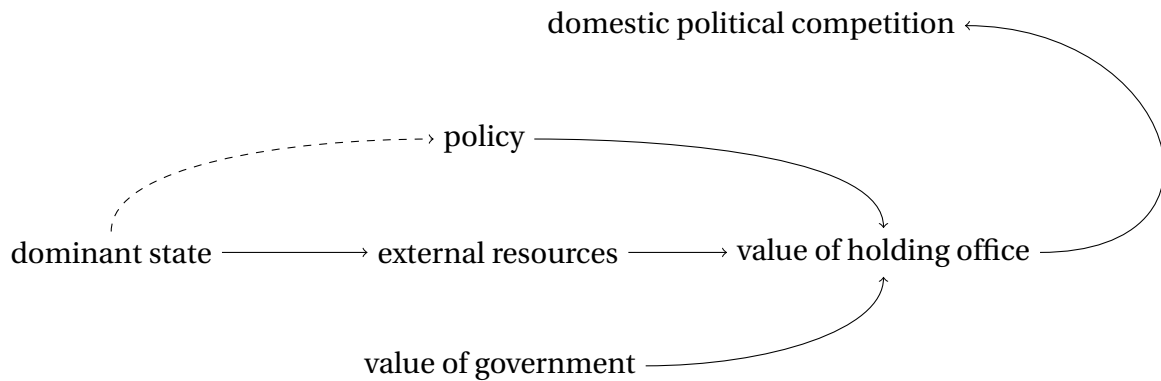 domestic political competition
policy
dominant state
external resources
value of holding office
value of government